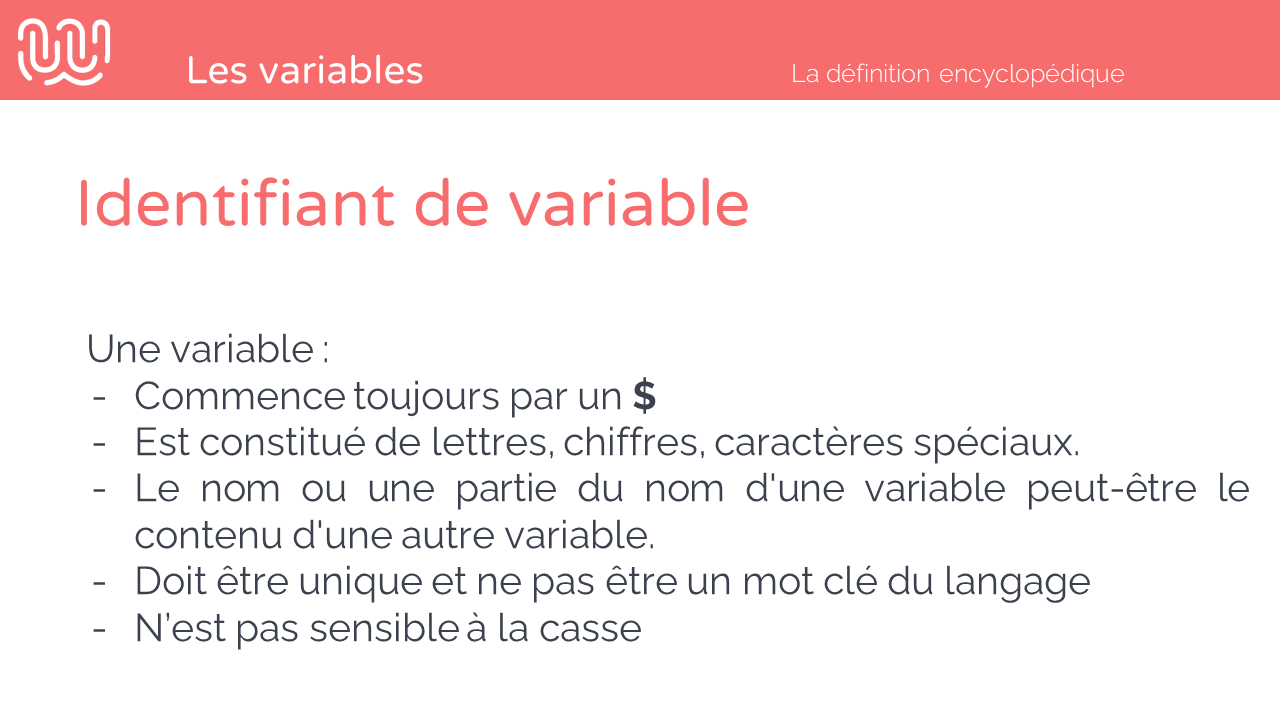 Les variables
La définition encyclopédique
Identifiant de variable
Une variable :
- Commence toujours par un $
- Est constitué de lettres, chiffres, caractères spéciaux.
- Le nom ou une partie du nom d'une variable peut-être le
contenu d'une autre variable.
- Doit être unique et ne pas être un mot clé du langage
- N’est pas sensible à la casse